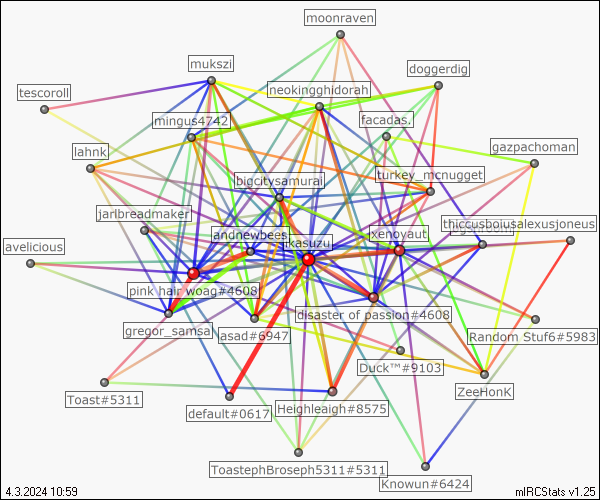 moonraven
mukszi
doggerdig
tescoroll
neokingghidorah
mingus4742
facadas.
lahnk
gazpachoman
turkey_mcnugget
bigcitysamurai
jarlbreadmaker
thiccusboiusalexusjoneus
andnewbees
xenoyaut
kasuzu
avelicious
pink hair woag#4508
disaster of passion#4608
gregor_samsa
asad#6947
Random Stuf6#5983
Duck™#9103
ZeeHonK
Toast#5311
default#0617
Heighleaigh#8575
ToastephBroseph5311#5311
Knowun#6424
4.3.2024 10:59
mIRCStats v1.25